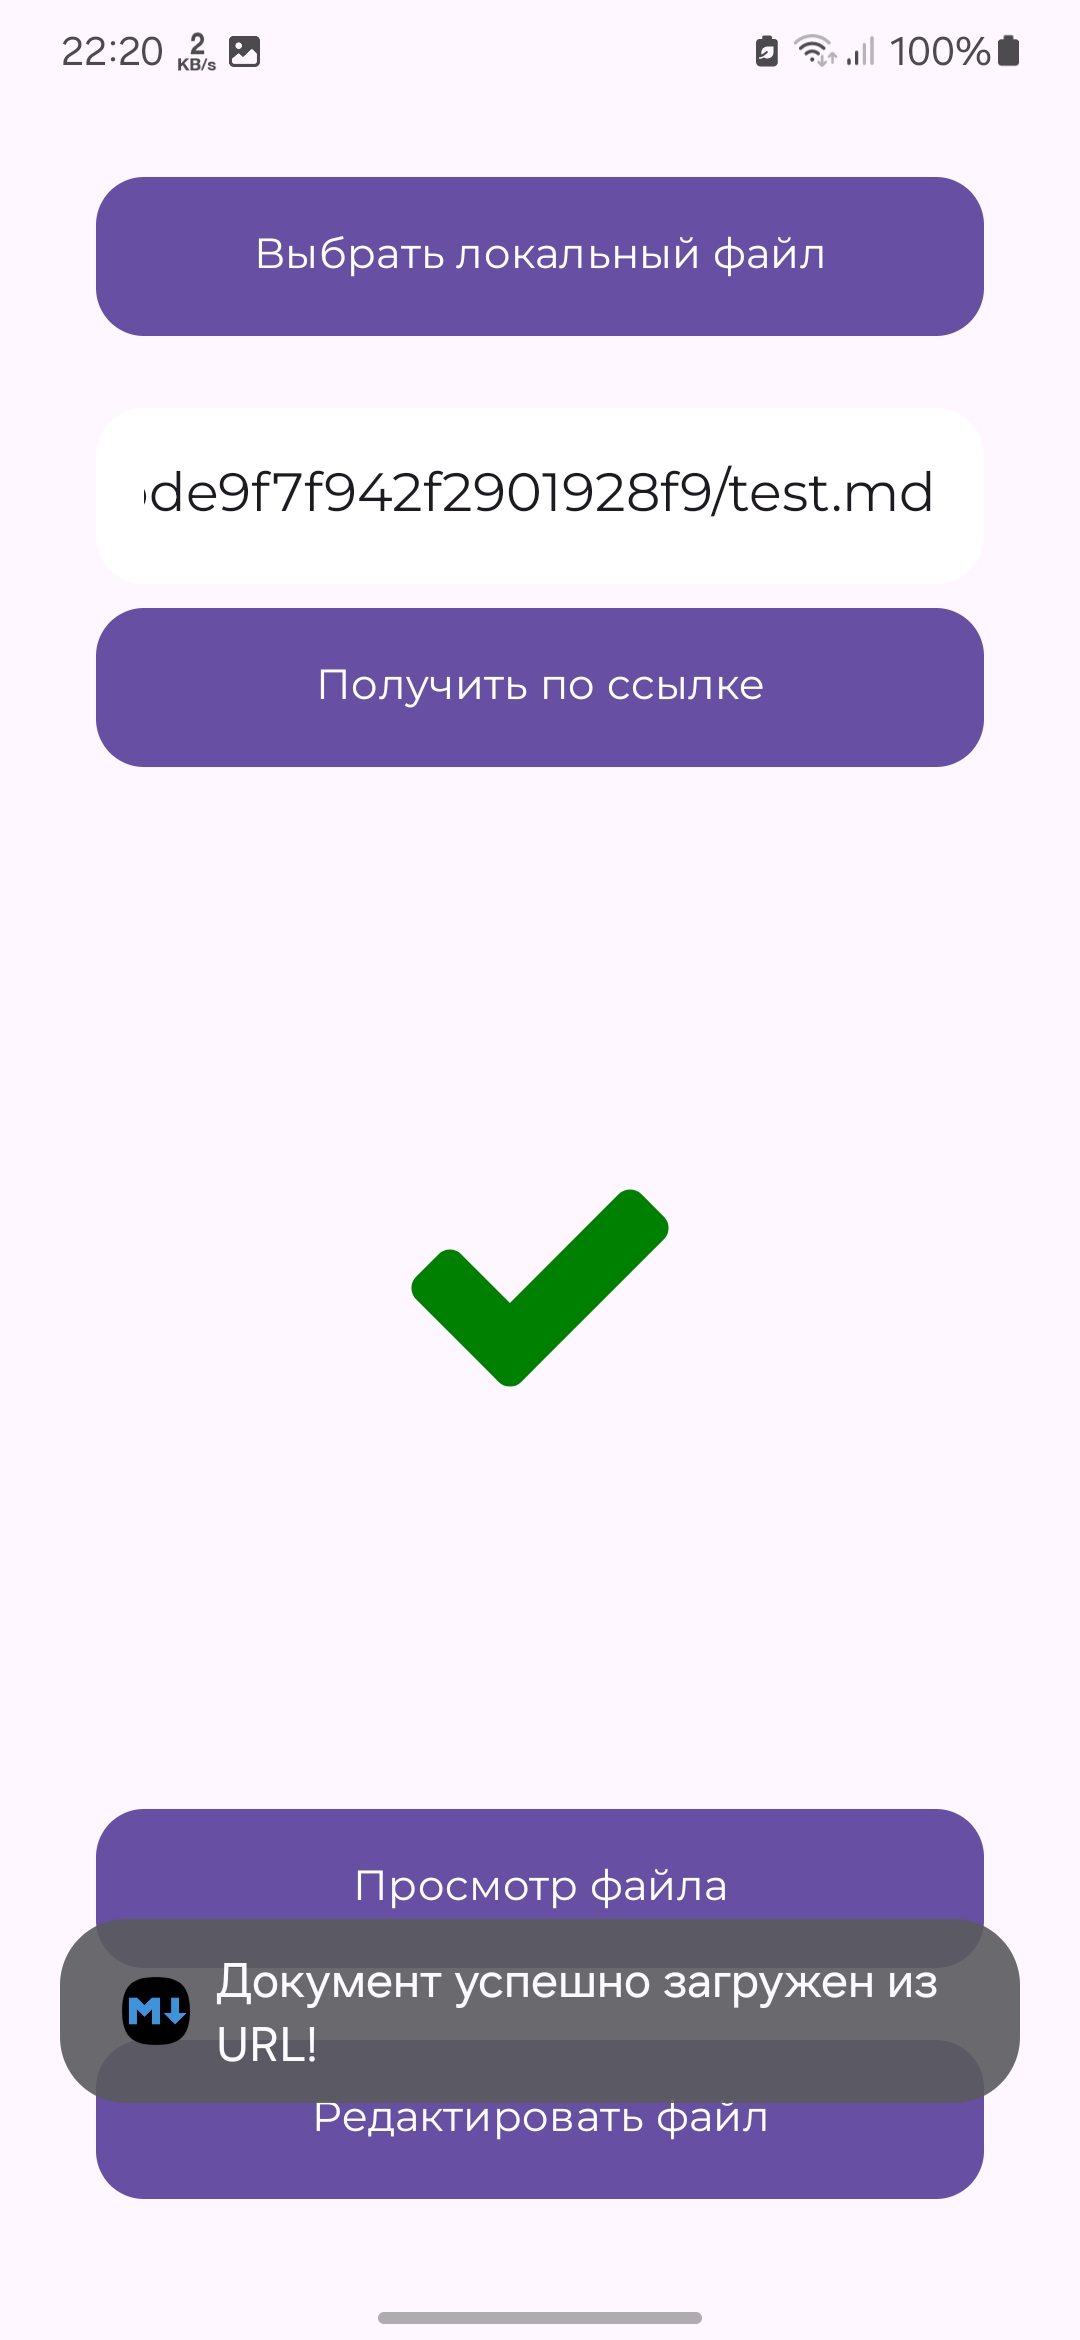 22:20 2 KB/s 100%
Выбрать локальный файл
de9f7f942f2901928f9/test.md
Получить по ссылке
Просмотр файла
Документ успешно загружен из
URL!
Редактировать файл